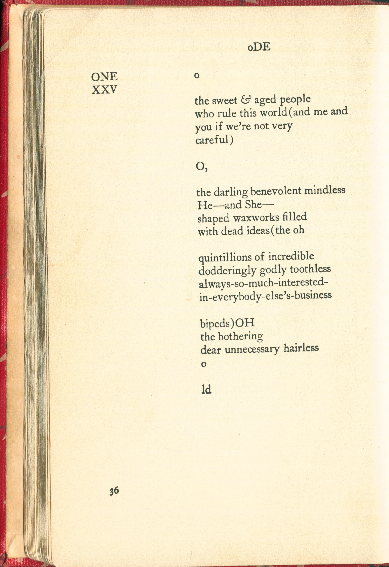 oDE
ONE
XXV
o
the sweet & aged people
who rule this world(and me and
you if we're not very
careful)
O,
the darling benevolent mindless
He—and She—
shaped waxworks filled
with dead ideas(the oh
quintillions of incredible
dodderingly godly toothless
always-so-much-interested-
in-everybody-else's-business
bipeds)OH
the bothering
dear unnecessary hairless
o
ld
36